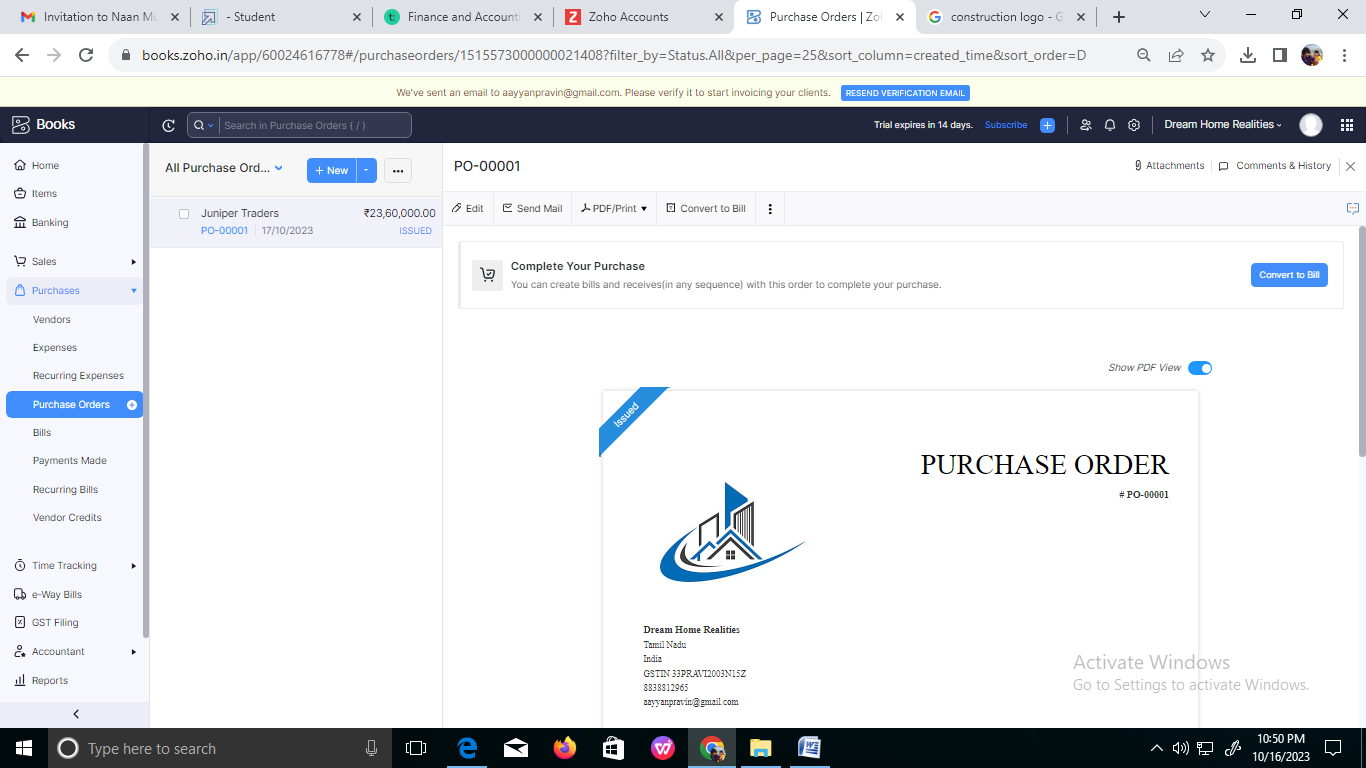 Invitation to Naan Mu
- Student
Finance and Accounti
Zoho Accounts
Purchase Orders | Zol
construction logo - G
books.zoho.in/app/60024616778#/purchaseorders/1515573000000021408?filter_by=Status.All&per_page=25&sort_column=created_time&sort_order=D
We've sent an email to aayyanpravin@gmail.com. Please verify it to start invoicing your clients. RESEND VERIFICATION EMAIL
Books
Search in Purchase Orders ( / )
Trial expires in 14 days. Subscribe
Dream Home Realities
Home
Items
Banking
Sales
Purchases
Vendors
Expenses
Recurring Expenses
Purchase Orders
Bills
Payments Made
Recurring Bills
Vendor Credits
Time Tracking
e-Way Bills
GST Filing
Accountant
Reports
All Purchase Ord...
+ New
Juniper Traders ₹23,60,000.00
PO-00001 | 17/10/2023 ISSUED
PO-00001
Attachments
Comments & History
Edit
Send Mail
PDF/Print
Convert to Bill
Complete Your Purchase
You can create bills and receives(in any sequence) with this order to complete your purchase.
Convert to Bill
Show PDF View
Issued
PURCHASE ORDER
# PO-00001
Dream Home Realities
Tamil Nadu
India
GSTIN 33PRAVI2003N15Z
8838812965
aayyanpravin@gmail.com
Activate Windows
Go to Settings to activate Windows.
Type here to search
10:50 PM
10/16/2023